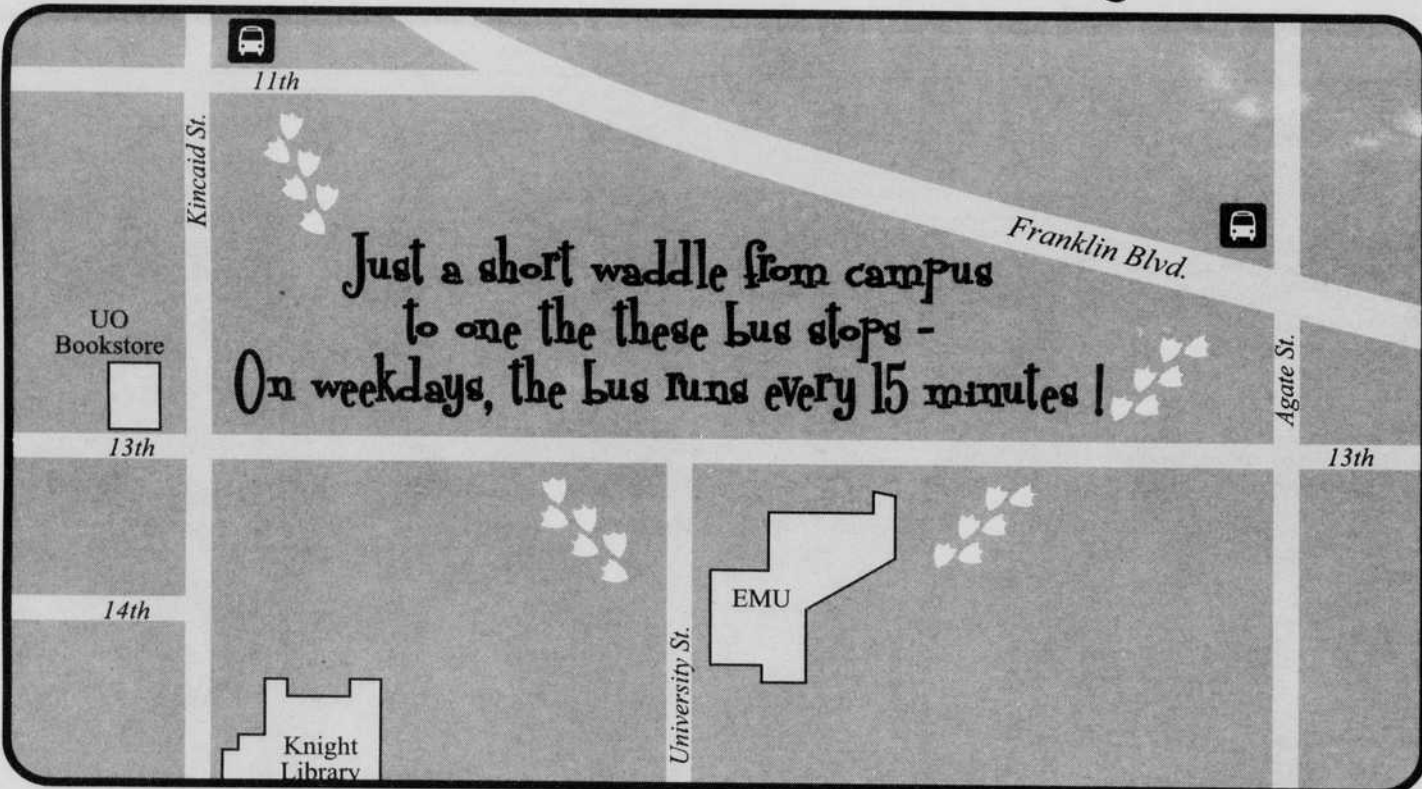 11th
Kincaid St.
Franklin Blvd.
Just a short waddle from campus
to one the these bus stops -
On weekdays, the bus runs every 15 minutes !
UO
Bookstore
Agate St.
13th
13th
EMU
14th
University St.
Knight
Library